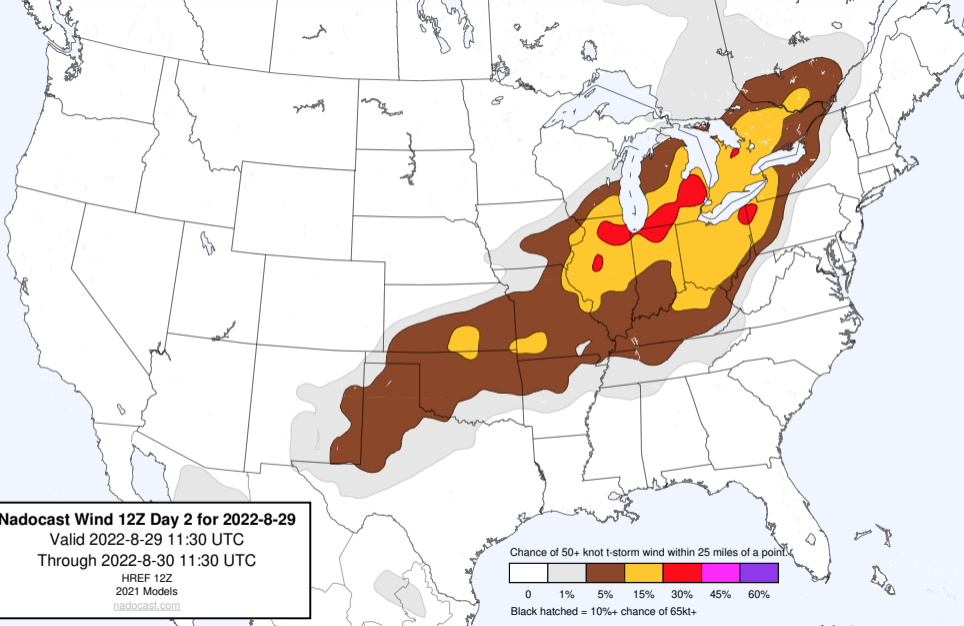 Nadocast Wind 12Z Day 2 for 2022-8-29
Valid 2022-8-29 11:30 UTC
Through 2022-8-30 11:30 UTC
HREF 12Z
2021 Models
nadocast.com
Chance of 50+ knot t-storm wind within 25 miles of a point.
0 1% 5% 15% 30% 45% 60%
Black hatched = 10%+ chance of 65kt+